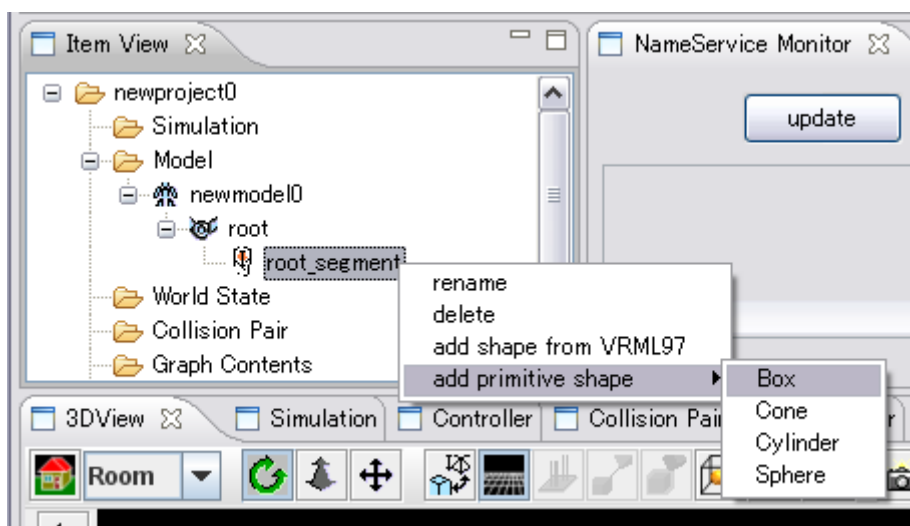 Item View
NameService Monitor
newproject0
update
Simulation
Model
newmodel0
root
root_segment
rename
World State
delete
Collision Pair
add shape from VRML97
Graph Contents
add primitive shape
Box
3DView
Simulation
Controller
Collision Pai
r
Cone
Cylinder
Room
Sphere